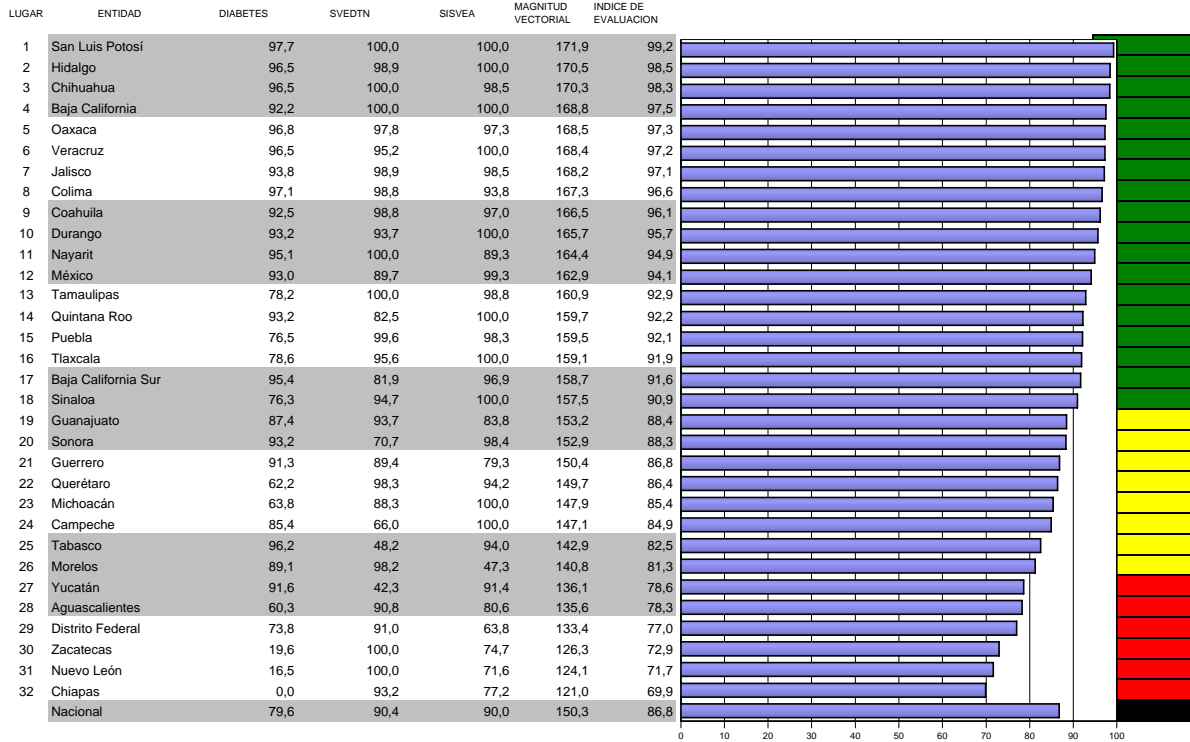 LUGAR ENTIDAD DIABETES SVEDTN SISVEA MAGNITUD VECTORIAL INDICE DE EVALUACION
1 San Luis Potosí 97,7 100,0 100,0 171,9 99,2
2 Hidalgo 96,5 98,9 100,0 170,5 98,5
3 Chihuahua 96,5 100,0 98,5 170,3 98,3
4 Baja California 92,2 100,0 100,0 168,8 97,5
5 Oaxaca 96,8 97,8 97,3 168,5 97,3
6 Veracruz 96,5 95,2 100,0 168,4 97,2
7 Jalisco 93,8 98,9 98,5 168,2 97,1
8 Colima 97,1 98,8 93,8 167,3 96,6
9 Coahuila 92,5 98,8 97,0 166,5 96,1
10 Durango 93,2 93,7 100,0 165,7 95,7
11 Nayarit 95,1 100,0 89,3 164,4 94,9
12 México 93,0 89,7 99,3 162,9 94,1
13 Tamaulipas 78,2 100,0 98,8 160,9 92,9
14 Quintana Roo 93,2 82,5 100,0 159,7 92,2
15 Puebla 76,5 99,6 98,3 159,5 92,1
16 Tlaxcala 78,6 95,6 100,0 159,1 91,9
17 Baja California Sur 95,4 81,9 96,9 158,7 91,6
18 Sinaloa 76,3 94,7 100,0 157,5 90,9
19 Guanajuato 87,4 93,7 83,8 153,2 88,4
20 Sonora 93,2 70,7 98,4 152,9 88,3
21 Guerrero 91,3 89,4 79,3 150,4 86,8
22 Querétaro 62,2 98,3 94,2 149,7 86,4
23 Michoacán 63,8 88,3 100,0 147,9 85,4
24 Campeche 85,4 66,0 100,0 147,1 84,9
25 Tabasco 96,2 48,2 94,0 142,9 82,5
26 Morelos 89,1 98,2 47,3 140,8 81,3
27 Yucatán 91,6 42,3 91,4 136,1 78,6
28 Aguascalientes 60,3 90,8 80,6 135,6 78,3
29 Distrito Federal 73,8 91,0 63,8 133,4 77,0
30 Zacatecas 19,6 100,0 74,7 126,3 72,9
31 Nuevo León 16,5 100,0 71,6 124,1 71,7
32 Chiapas 0,0 93,2 77,2 121,0 69,9
Nacional 79,6 90,4 90,0 150,3 86,8
0 10 20 30 40 50 60 70 80 90 100